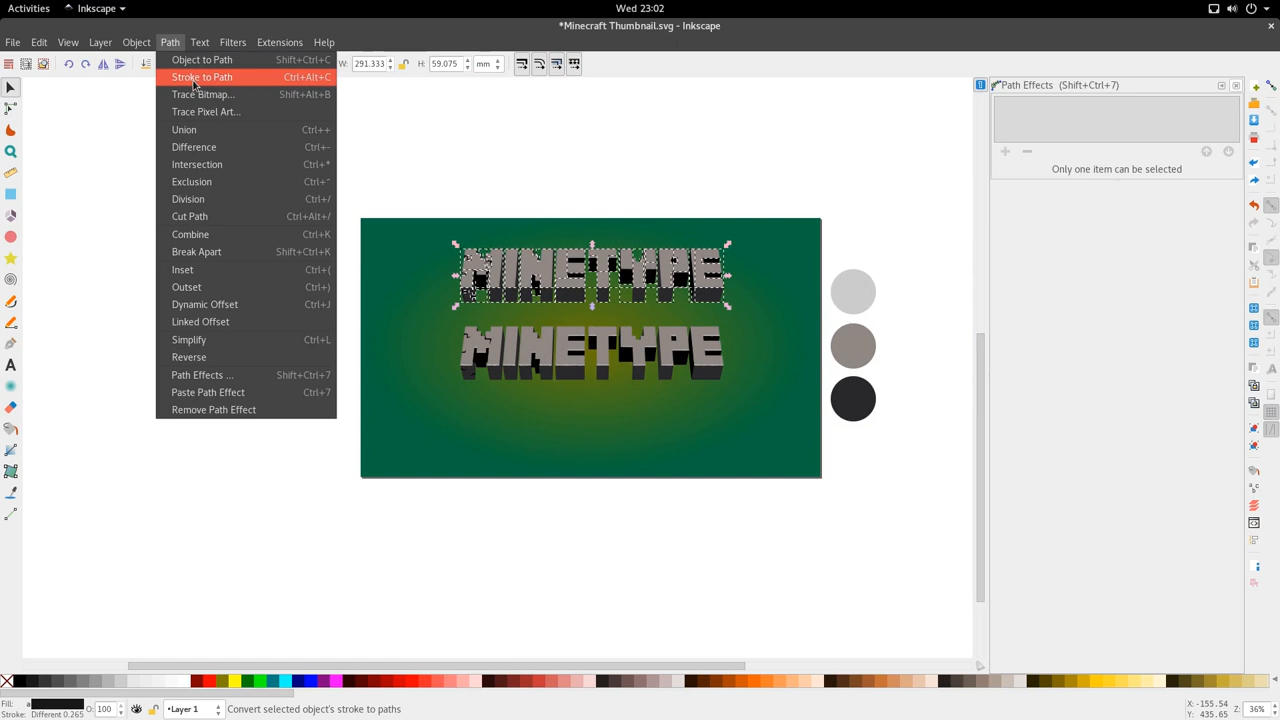 Activities Inkscape Wed 23:02
*Minecraft Thumbnail.svg - Inkscape
File Edit View Layer Object Path Text Filters Extensions Help
W: 291.333 H: 59.075 mm
Object to Path Shift+Ctrl+C
Stroke to Path Ctrl+Alt+C
Trace Bitmap... Shift+Alt+B
Trace Pixel Art...
Union Ctrl++
Difference Ctrl+-
Intersection Ctrl+*
Exclusion Ctrl+^
Division Ctrl+/
Cut Path Ctrl+Alt+/
Combine Ctrl+K
Break Apart Shift+Ctrl+K
Inset Ctrl+(
Outset Ctrl+)
Dynamic Offset Ctrl+J
Linked Offset
Simplify Ctrl+L
Reverse
Path Effects ... Shift+Ctrl+7
Paste Path Effect Ctrl+7
Remove Path Effect
Path Effects (Shift+Ctrl+7)
Only one item can be selected
MINETYPE
MINETYPE
Fill: a
Stroke: Different 0.265
O: 100
•Layer 1
Convert selected object's stroke to paths
X: -155.54
Y: 435.65
Z: 36%